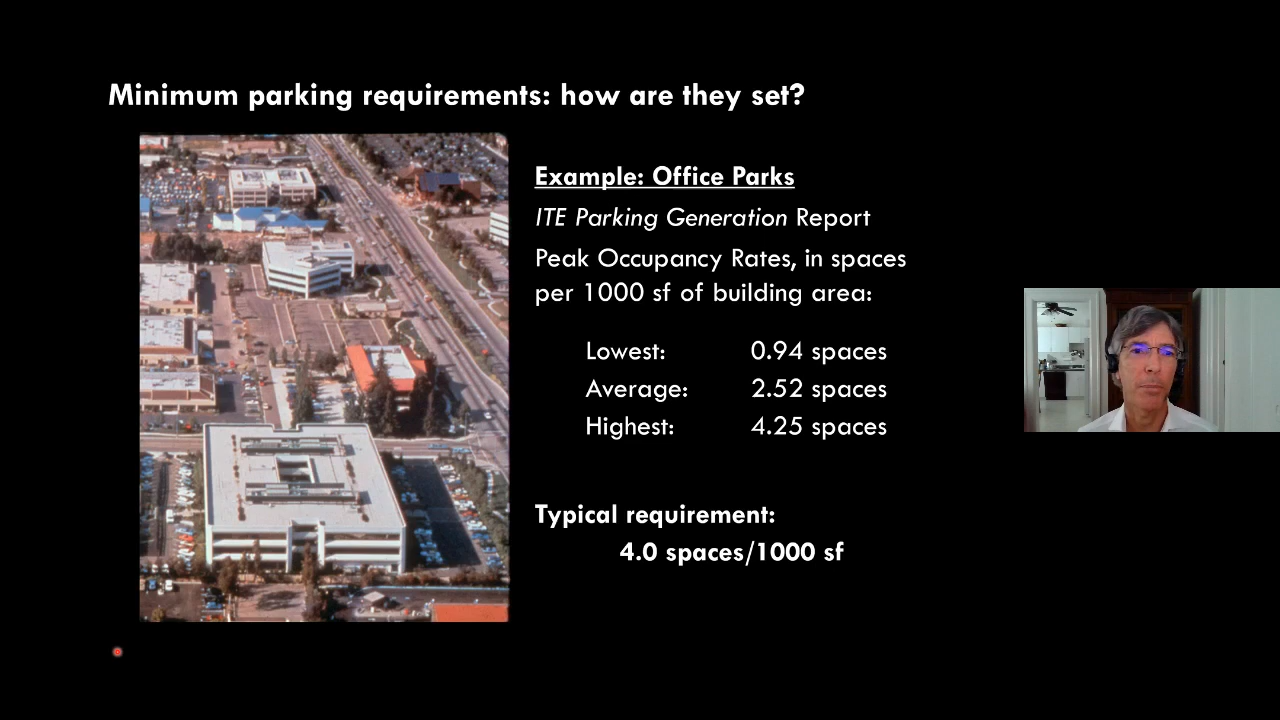 Minimum parking requirements: how are they set?
Example: Office Parks
ITE Parking Generation Report
Peak Occupancy Rates, in spaces
per 1000 sf of building area:
Lowest: 0.94 spaces
Average: 2.52 spaces
Highest: 4.25 spaces
Typical requirement:
4.0 spaces/1000 sf